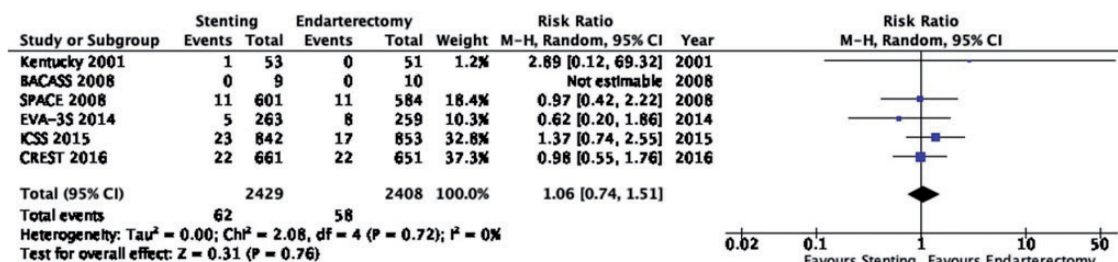 Stenting Endarterectomy Risk Ratio Risk Ratio
Study or Subgroup Events Total Events Total Weight M-H, Random, 95% CI Year M-H, Random, 95% CI
Kentucky 2001 1 53 0 51 1.2% 2.89 [0.12, 69.32] 2001
BACASS 2008 0 9 0 10 Not estimable 2008
SPACE 2008 11 601 11 584 18.4% 0.97 [0.42, 2.22] 2008
EVA-3S 2014 5 263 8 259 10.3% 0.62 [0.20, 1.86] 2014
ICSS 2015 23 842 17 853 32.8% 1.37 [0.74, 2.55] 2015
CREST 2016 22 661 22 651 37.3% 0.98 [0.55, 1.76] 2016
Total (95% CI) 2429 2408 100.0% 1.06 [0.74, 1.51]
Total events 62 58
Heterogeneity: Tau² = 0.00; Chi² = 2.08, df = 4 (P = 0.72); I² = 0%
Test for overall effect: Z = 0.31 (P = 0.76)
0.02 0.1 1 10 50
Favours Stenting Favours Endarterectomy